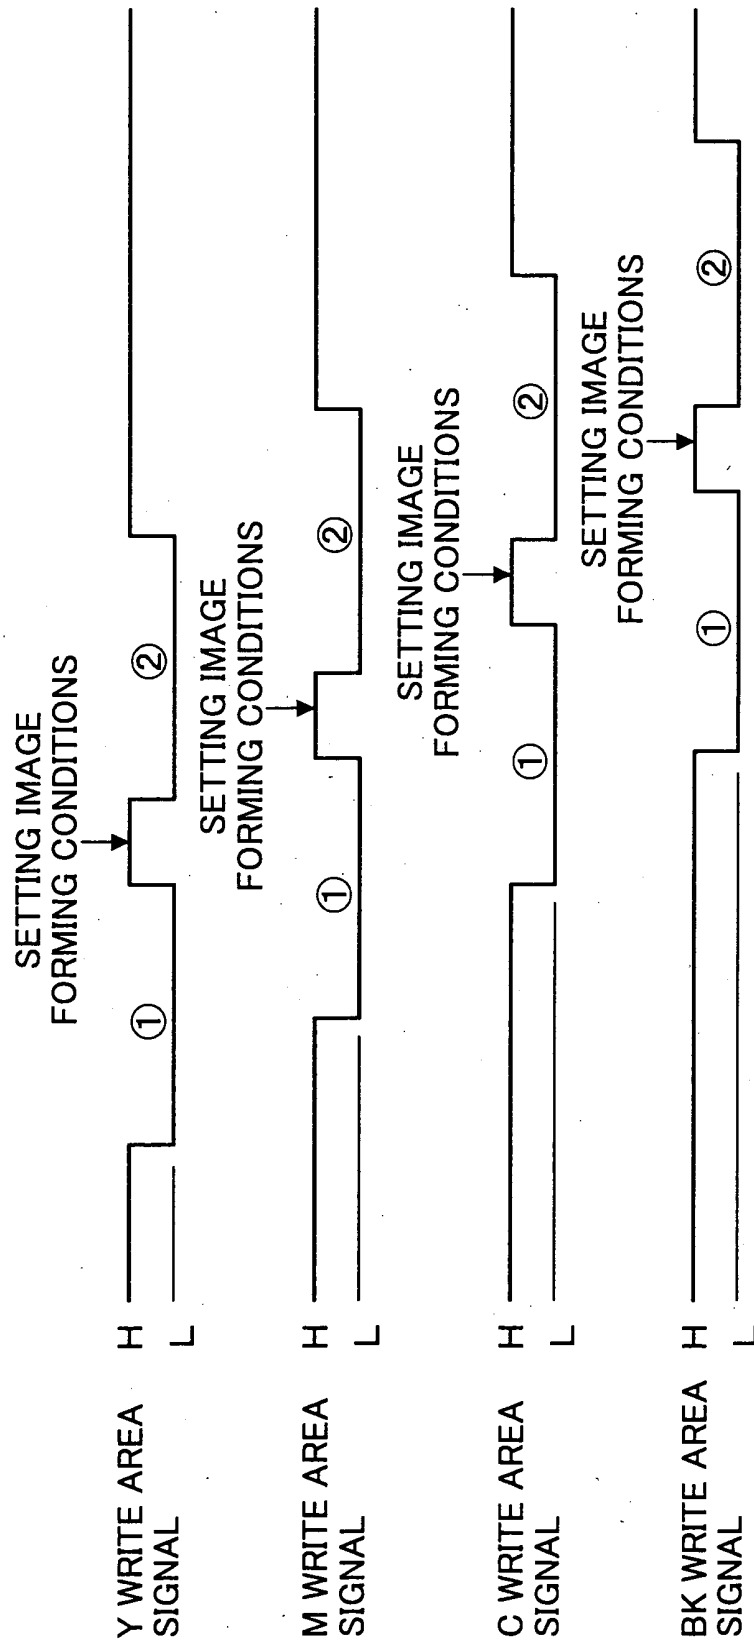 SETTING IMAGE
FORMING CONDITIONS
Y WRITE AREA
SIGNAL
H
L
①
②
SETTING IMAGE
FORMING CONDITIONS
M WRITE AREA
SIGNAL
H
L
①
②
SETTING IMAGE
FORMING CONDITIONS
C WRITE AREA
SIGNAL
H
L
①
②
SETTING IMAGE
FORMING CONDITIONS
BK WRITE AREA
SIGNAL
H
L
①
②